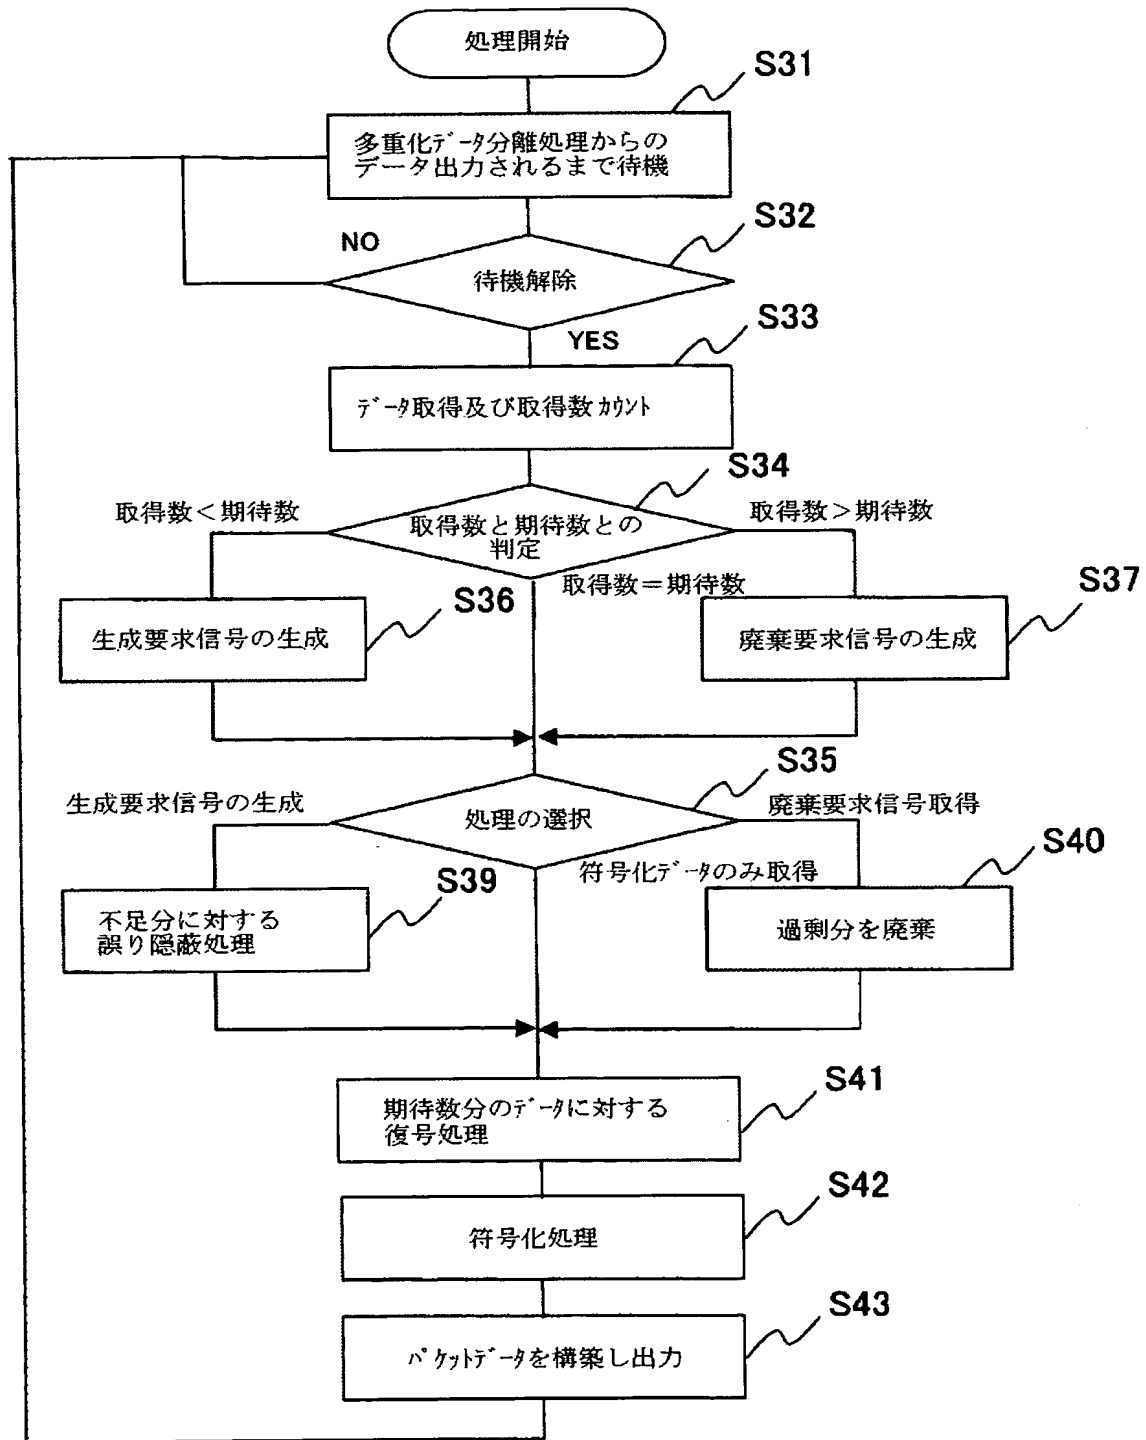 処理開始
S31
多重化データ分離処理からの
データ出力されるまで待機
S32
NO
待機解除
S33
YES
データ取得及び取得数カウント
S34
取得数<期待数
取得数>期待数
取得数と期待数との
判定
取得数=期待数
S36
S37
生成要求信号の生成
廃棄要求信号の生成
S35
生成要求信号の生成
廃棄要求信号取得
処理の選択
S40
符号化データのみ取得
S39
不足分に対する
誤り隠蔽処理
過剰分を廃棄
S41
期待数分のデータに対する
復号処理
S42
符号化処理
S43
パケットデータを構築し出力